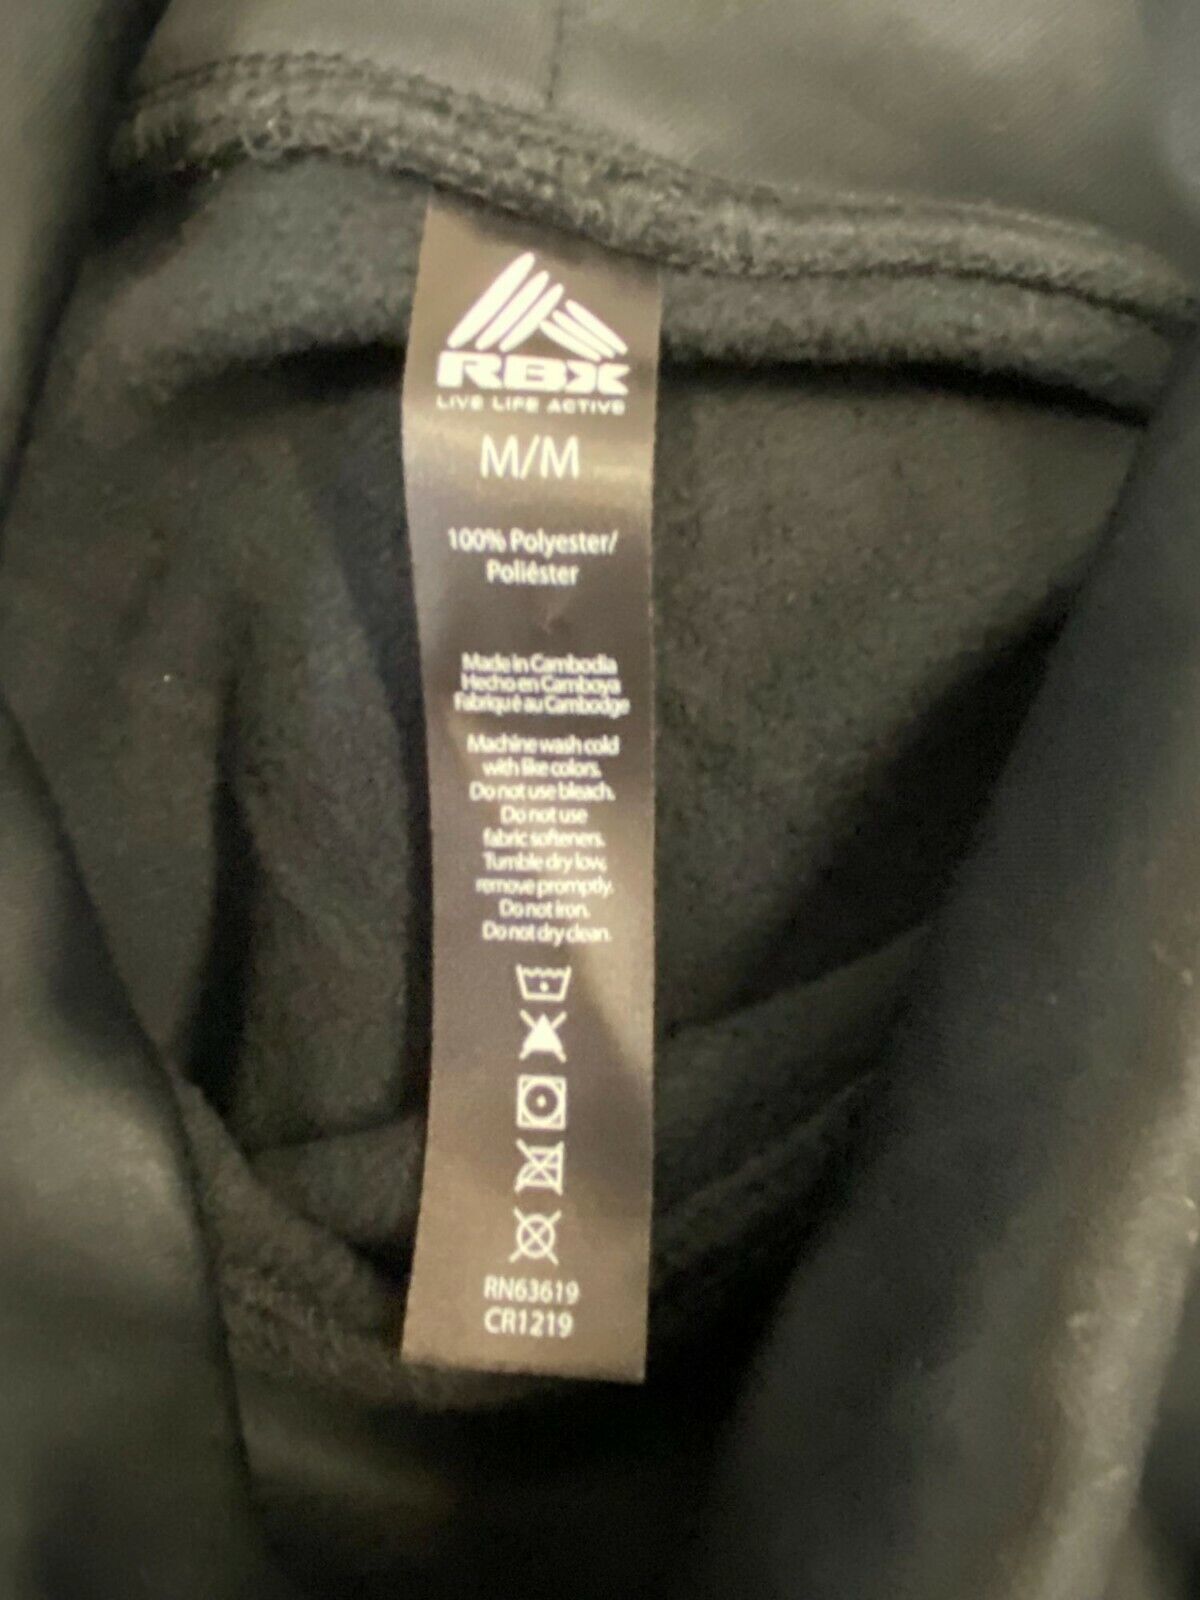 RBX
LIVE LIFE ACTIVE
M/M
100% Polyester/
Poliéster
Made in Cambodia
Hecho en Camboya
Fabriqué au Cambodge
Machine wash cold
with like colors.
Do not use bleach.
Do not use
fabric softeners.
Tumble dry low,
remove promptly.
Do not iron.
Do not dry clean.
RN63619
CR1219